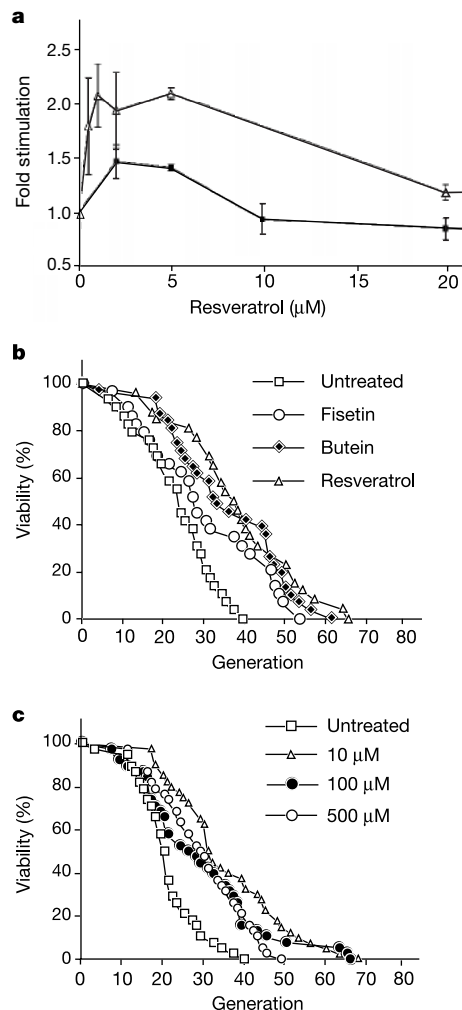 a
2.5
2.0
1.5
1.0
0.5
Fold stimulation
0 5 10 15 20
Resveratrol (μM)
b
100
80
60
40
20
0
Viability (%)
Untreated
Fisetin
Butein
Resveratrol
0 10 20 30 40 50 60 70 80
Generation
c
100
80
60
40
20
0
Viability (%)
Untreated
10 μM
100 μM
500 μM
0 10 20 30 40 50 60 70 80
Generation